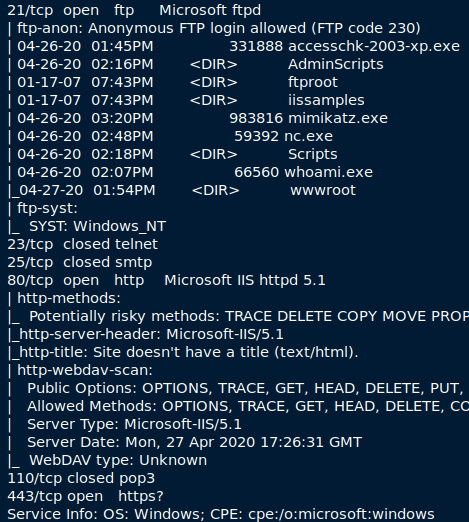 21/tcp  open   ftp      Microsoft ftpd
| ftp-anon: Anonymous FTP login allowed (FTP code 230)
| 04-26-20  01:45PM               331888 accesschk-2003-xp.exe
| 04-26-20  02:16PM       <DIR>          AdminScripts
| 01-17-07  07:43PM       <DIR>          ftproot
| 01-17-07  07:43PM       <DIR>          iissamples
| 04-26-20  03:20PM               983816 mimikatz.exe
| 04-26-20  02:48PM                59392 nc.exe
| 04-26-20  02:18PM       <DIR>          Scripts
| 04-26-20  02:07PM                66560 whoami.exe
|_04-27-20  01:54PM       <DIR>          wwwroot
| ftp-syst:
|_  SYST: Windows_NT
23/tcp  closed telnet
25/tcp  closed smtp
80/tcp  open   http     Microsoft IIS httpd 5.1
| http-methods:
|_  Potentially risky methods: TRACE DELETE COPY MOVE PROP
|_http-server-header: Microsoft-IIS/5.1
|_http-title: Site doesn't have a title (text/html).
| http-webdav-scan:
|   Public Options: OPTIONS, TRACE, GET, HEAD, DELETE, PUT,
|   Allowed Methods: OPTIONS, TRACE, GET, HEAD, DELETE, CO
|   Server Type: Microsoft-IIS/5.1
|   Server Date: Mon, 27 Apr 2020 17:26:31 GMT
|_  WebDAV type: Unknown
110/tcp closed pop3
443/tcp open   https?
Service Info: OS: Windows; CPE: cpe:/o:microsoft:windows